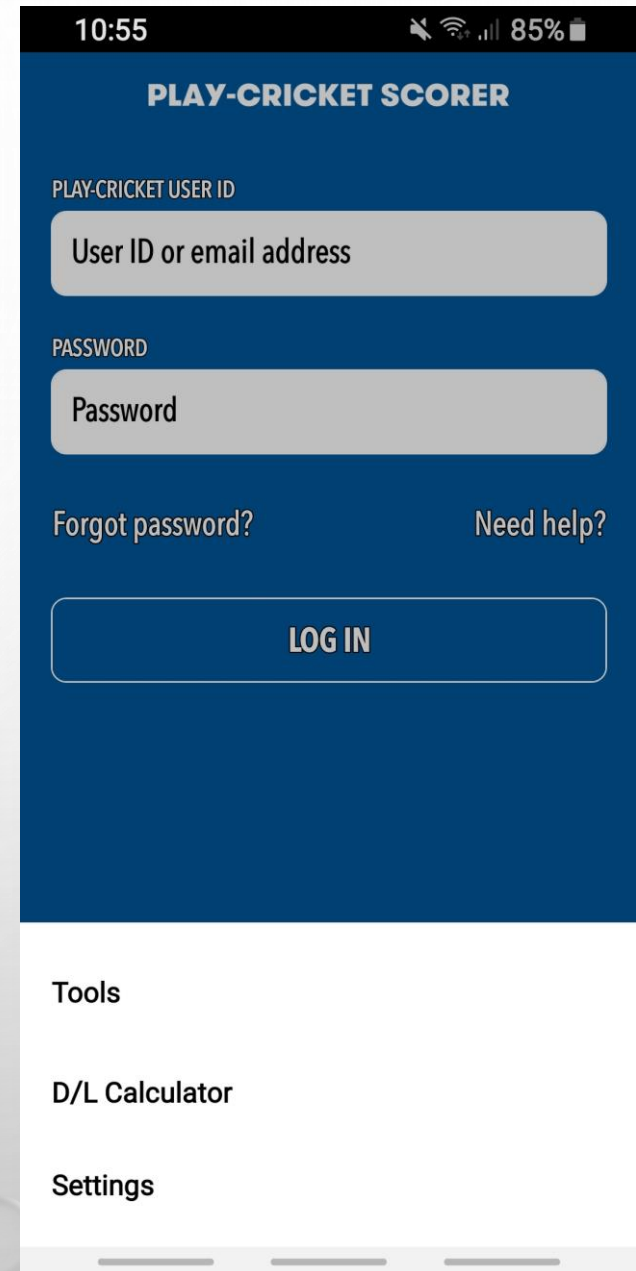 10:55 85%
PLAY-CRICKET SCORER
PLAY-CRICKET USER ID
User ID or email address
PASSWORD
Password
Forgot password? Need help?
LOG IN
Tools
D/L Calculator
Settings